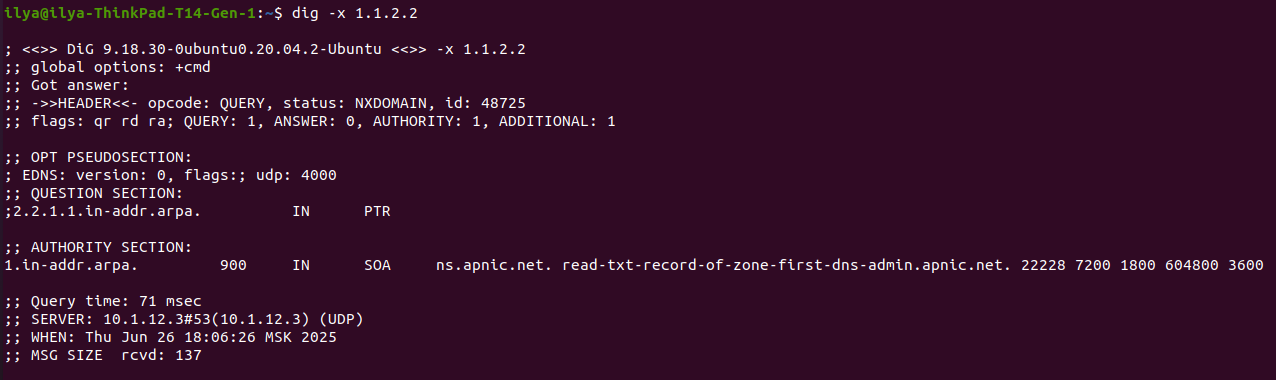 ilya@ilya-ThinkPad-T14-Gen-1:~$ dig -x 1.1.2.2
; <<>> DiG 9.18.30-0ubuntu0.20.04.2-Ubuntu <<>> -x 1.1.2.2
;; global options: +cmd
;; Got answer:
;; ->>HEADER<<- opcode: QUERY, status: NXDOMAIN, id: 48725
;; flags: qr rd ra; QUERY: 1, ANSWER: 0, AUTHORITY: 1, ADDITIONAL: 1
;; OPT PSEUDOSECTION:
; EDNS: version: 0, flags:; udp: 4000
;; QUESTION SECTION:
;2.2.1.1.in-addr.arpa. IN PTR
;; AUTHORITY SECTION:
1.in-addr.arpa. 900 IN SOA ns.apnic.net. read-txt-record-of-zone-first-dns-admin.apnic.net. 22228 7200 1800 604800 3600
;; Query time: 71 msec
;; SERVER: 10.1.12.3#53(10.1.12.3) (UDP)
;; WHEN: Thu Jun 26 18:06:26 MSK 2025
;; MSG SIZE rcvd: 137